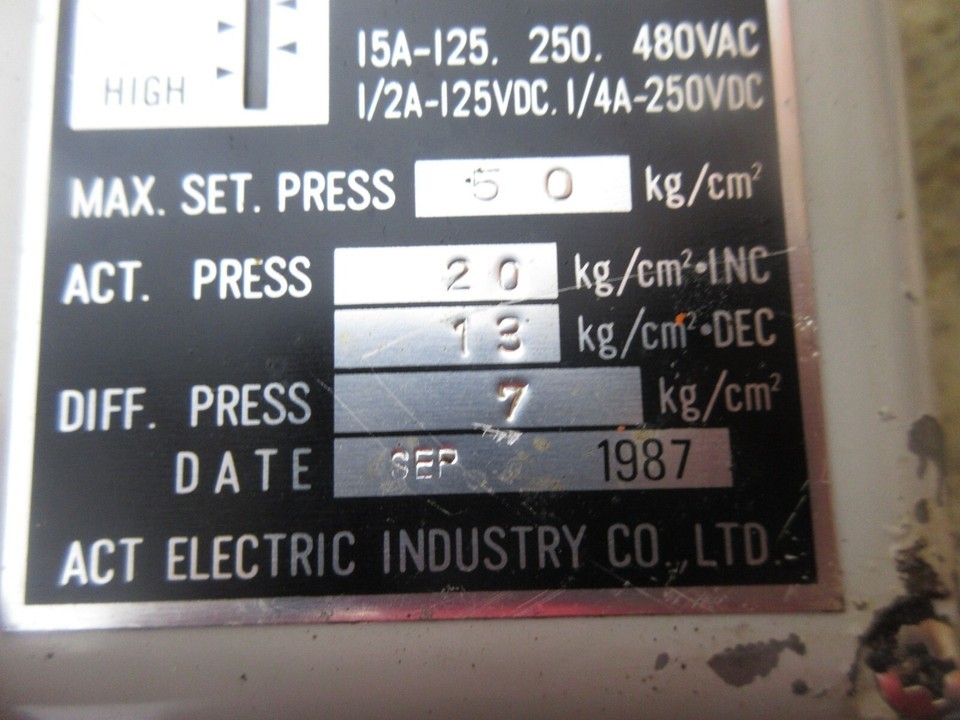 15A-125. 250. 480VAC
HIGH
1/2A-125VDC. 1/4A-250VDC
MAX. SET. PRESS 50 kg/cm²
ACT. PRESS 20 kg/cm²·INC
13 kg/cm²·DEC
DIFF. PRESS 7 kg/cm²
DATE SEP 1987
ACT ELECTRIC INDUSTRY CO. LTD.